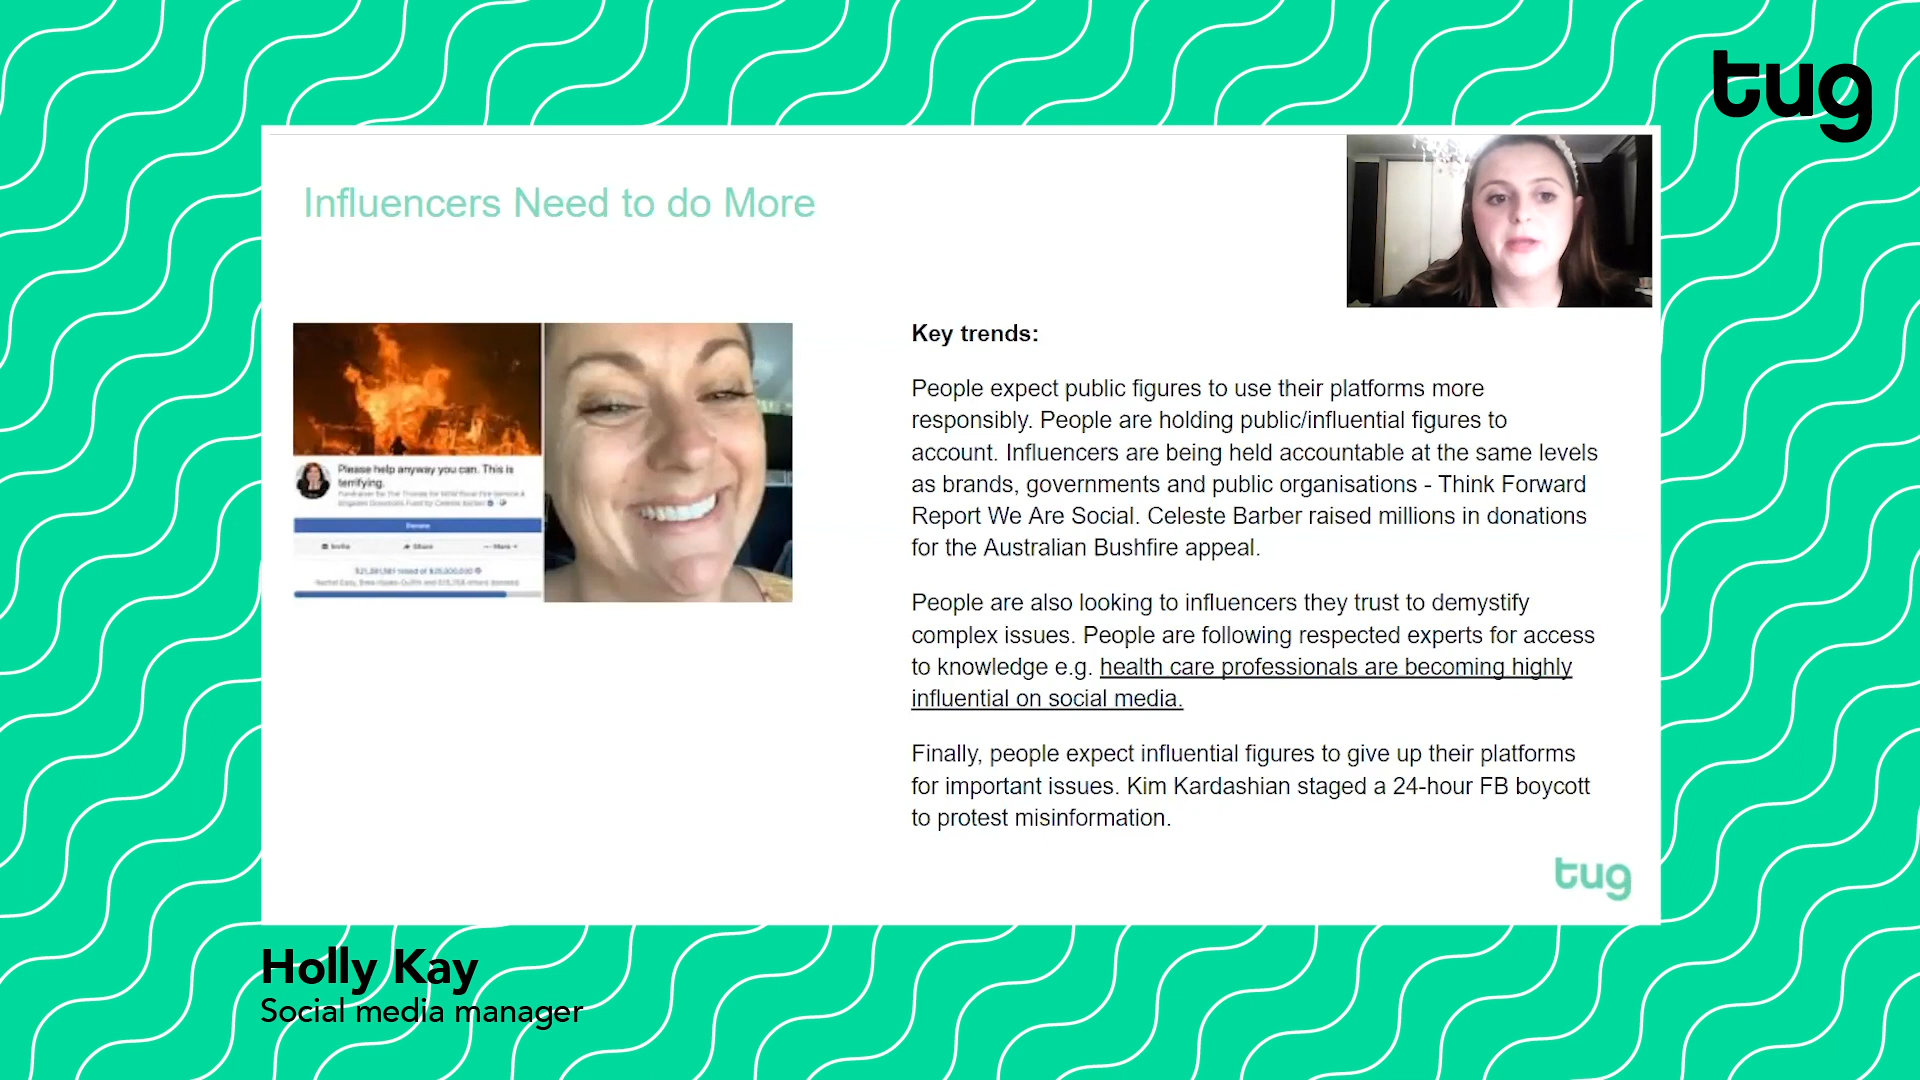 tug
Influencers Need to do More
Key trends:
People expect public figures to use their platforms more
responsibly. People are holding public/influential figures to
account. Influencers are being held accountable at the same levels
as brands, governments and public organisations - Think Forward
Report We Are Social. Celeste Barber raised millions in donations
for the Australian Bushfire appeal.
People are also looking to influencers they trust to demystify
complex issues. People are following respected experts for access
to knowledge e.g. health care professionals are becoming highly
influential on social media.
Finally, people expect influential figures to give up their platforms
for important issues. Kim Kardashian staged a 24-hour FB boycott
to protest misinformation.
Please help anyway you can. This is
terrifying.
Donate
Invite
Share
More
tug
Holly Kay
Social media manager